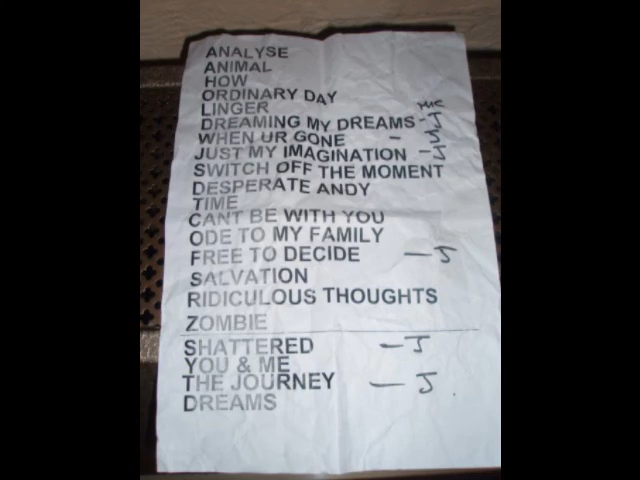 ANALYSE
ANIMAL
HOW
ORDINARY DAY
LINGER
DREAMING MY DREAMS -
WHEN UR GONE -
JUST MY IMAGINATION -
SWITCH OFF THE MOMENT
DESPERATE ANDY
TIME
CANT BE WITH YOU
ODE TO MY FAMILY
FREE TO DECIDE - J
SALVATION
RIDICULOUS THOUGHTS
ZOMBIE
SHATTERED - J
YOU & ME
THE JOURNEY - J
DREAMS